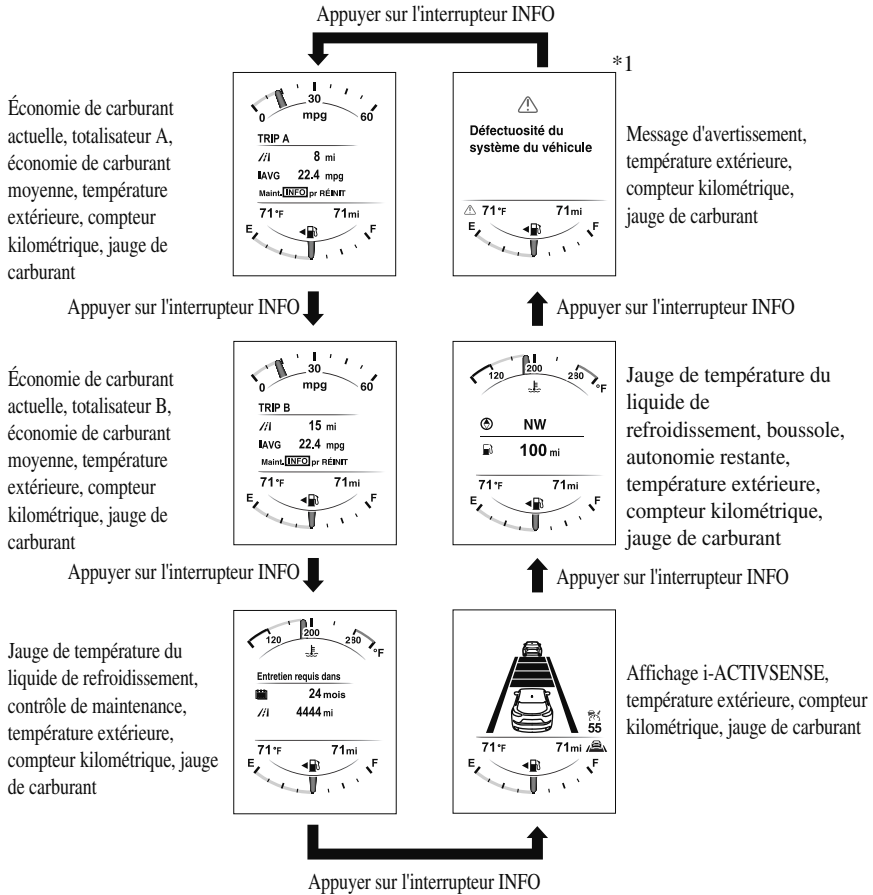 Appuyer sur l'interrupteur INFO
*1
Économie de carburant
actuelle, totalisateur A,
économie de carburant
moyenne, température
extérieure, compteur
kilométrique, jauge de
carburant
0
30
60
mpg
TRIP A
8 mi
AVG 22.4 mpg
Maint. INFO pr RÉINIT
71°F 71mi
E F
Défectuosité du
système du véhicule
71°F 71mi
E F
Message d'avertissement,
température extérieure,
compteur kilométrique,
jauge de carburant
Appuyer sur l'interrupteur INFO
Appuyer sur l'interrupteur INFO
Économie de carburant
actuelle, totalisateur B,
économie de carburant
moyenne, température
extérieure, compteur
kilométrique, jauge de
carburant
0
30
60
mpg
TRIP B
15 mi
AVG 22.4 mpg
Maint. INFO pr RÉINIT
71°F 71mi
E F
120 200 280 °F
NW
100 mi
71°F 71mi
E F
Jauge de température du
liquide de
refroidissement, boussole,
autonomie restante,
température extérieure,
compteur kilométrique,
jauge de carburant
Appuyer sur l'interrupteur INFO
Appuyer sur l'interrupteur INFO
Jauge de température du
liquide de refroidissement,
contrôle de maintenance,
température extérieure,
compteur kilométrique, jauge
de carburant
120 200 280 °F
Entretien requis dans
24 mois
4444 mi
71°F 71mi
E F
55
71°F 71mi
E F
Affichage i-ACTIVSENSE,
température extérieure, compteur
kilométrique, jauge de carburant
Appuyer sur l'interrupteur INFO